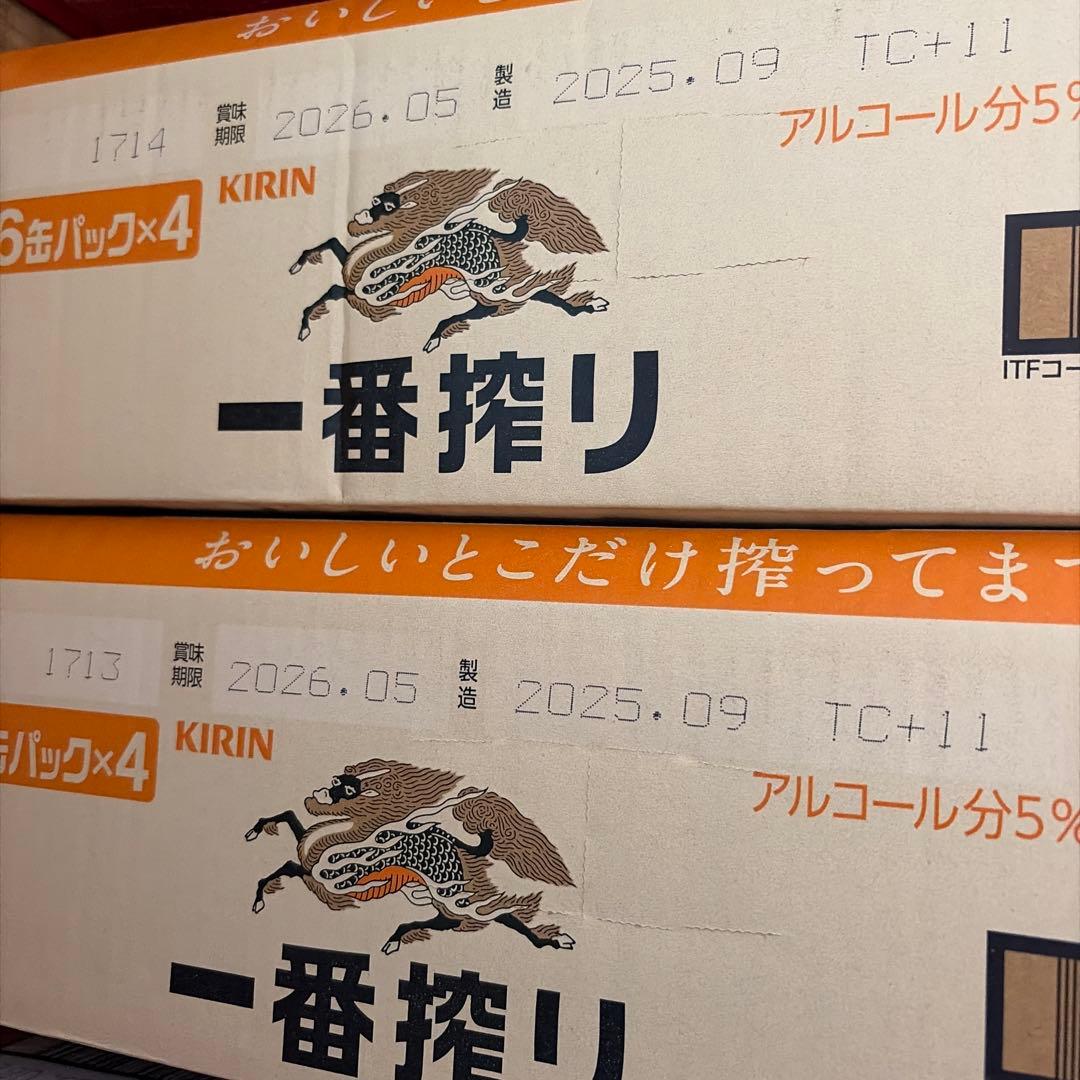 おいしいと
1714 賞味期限 2026.05 製造 2025.09 TC+11
アルコール分5%
6缶パック×4
KIRIN
一番搾り
ITFコー
おいしいとこだけ搾ってます
1713 賞味期限 2026.05 製造 2025.09 TC+11
缶パック×4
KIRIN
アルコール分5%
一番搾り